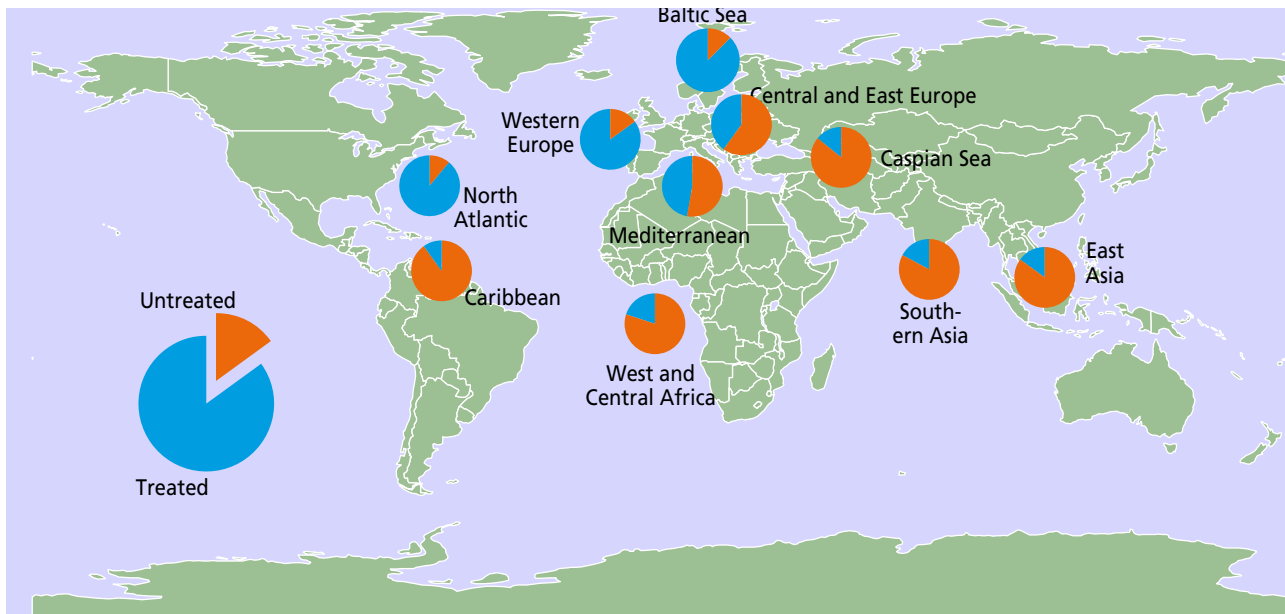 Baltic Sea
Central and East Europe
Western
Europe
Caspian Sea
North
Atlantic
Mediterranean
East
Asia
Caribbean
Untreated
South-
ern Asia
West and
Central Africa
Treated